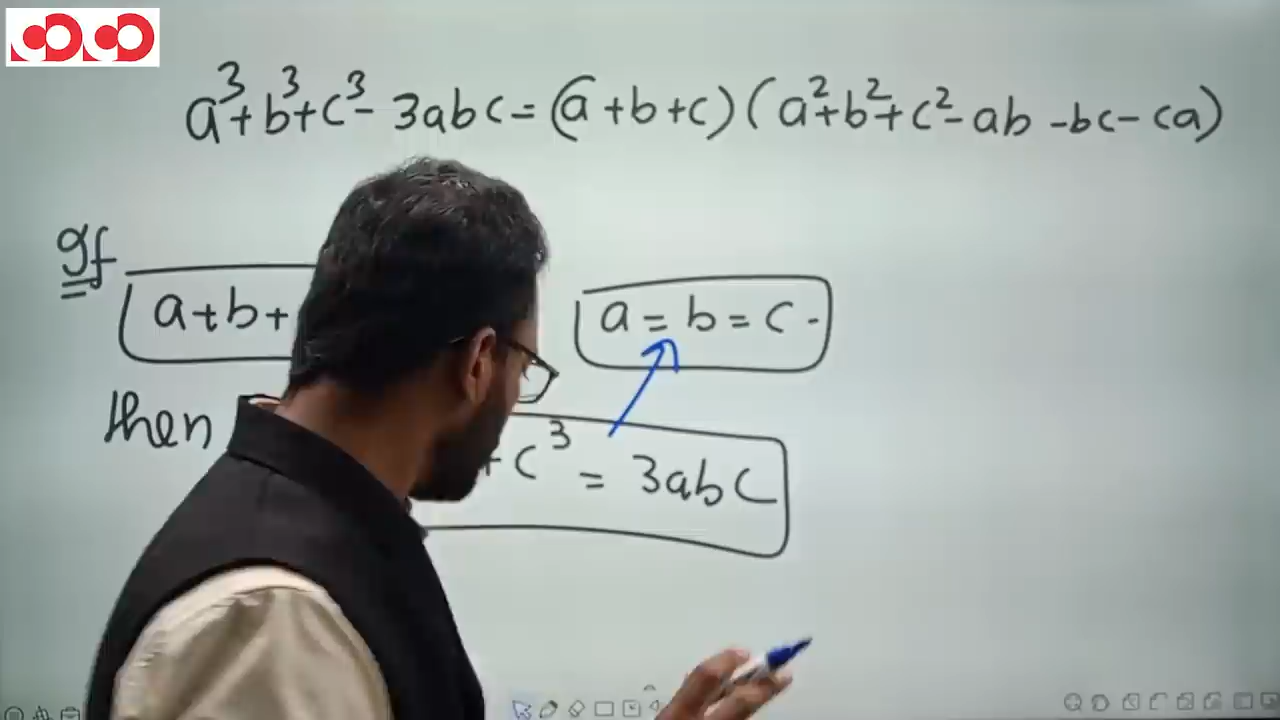 a³+b³+c³- 3abc = (a+b+c) (a²+b²+c²-ab-bc-ca)
If
a+b+
a = b = c.
then
+c³ = 3abc